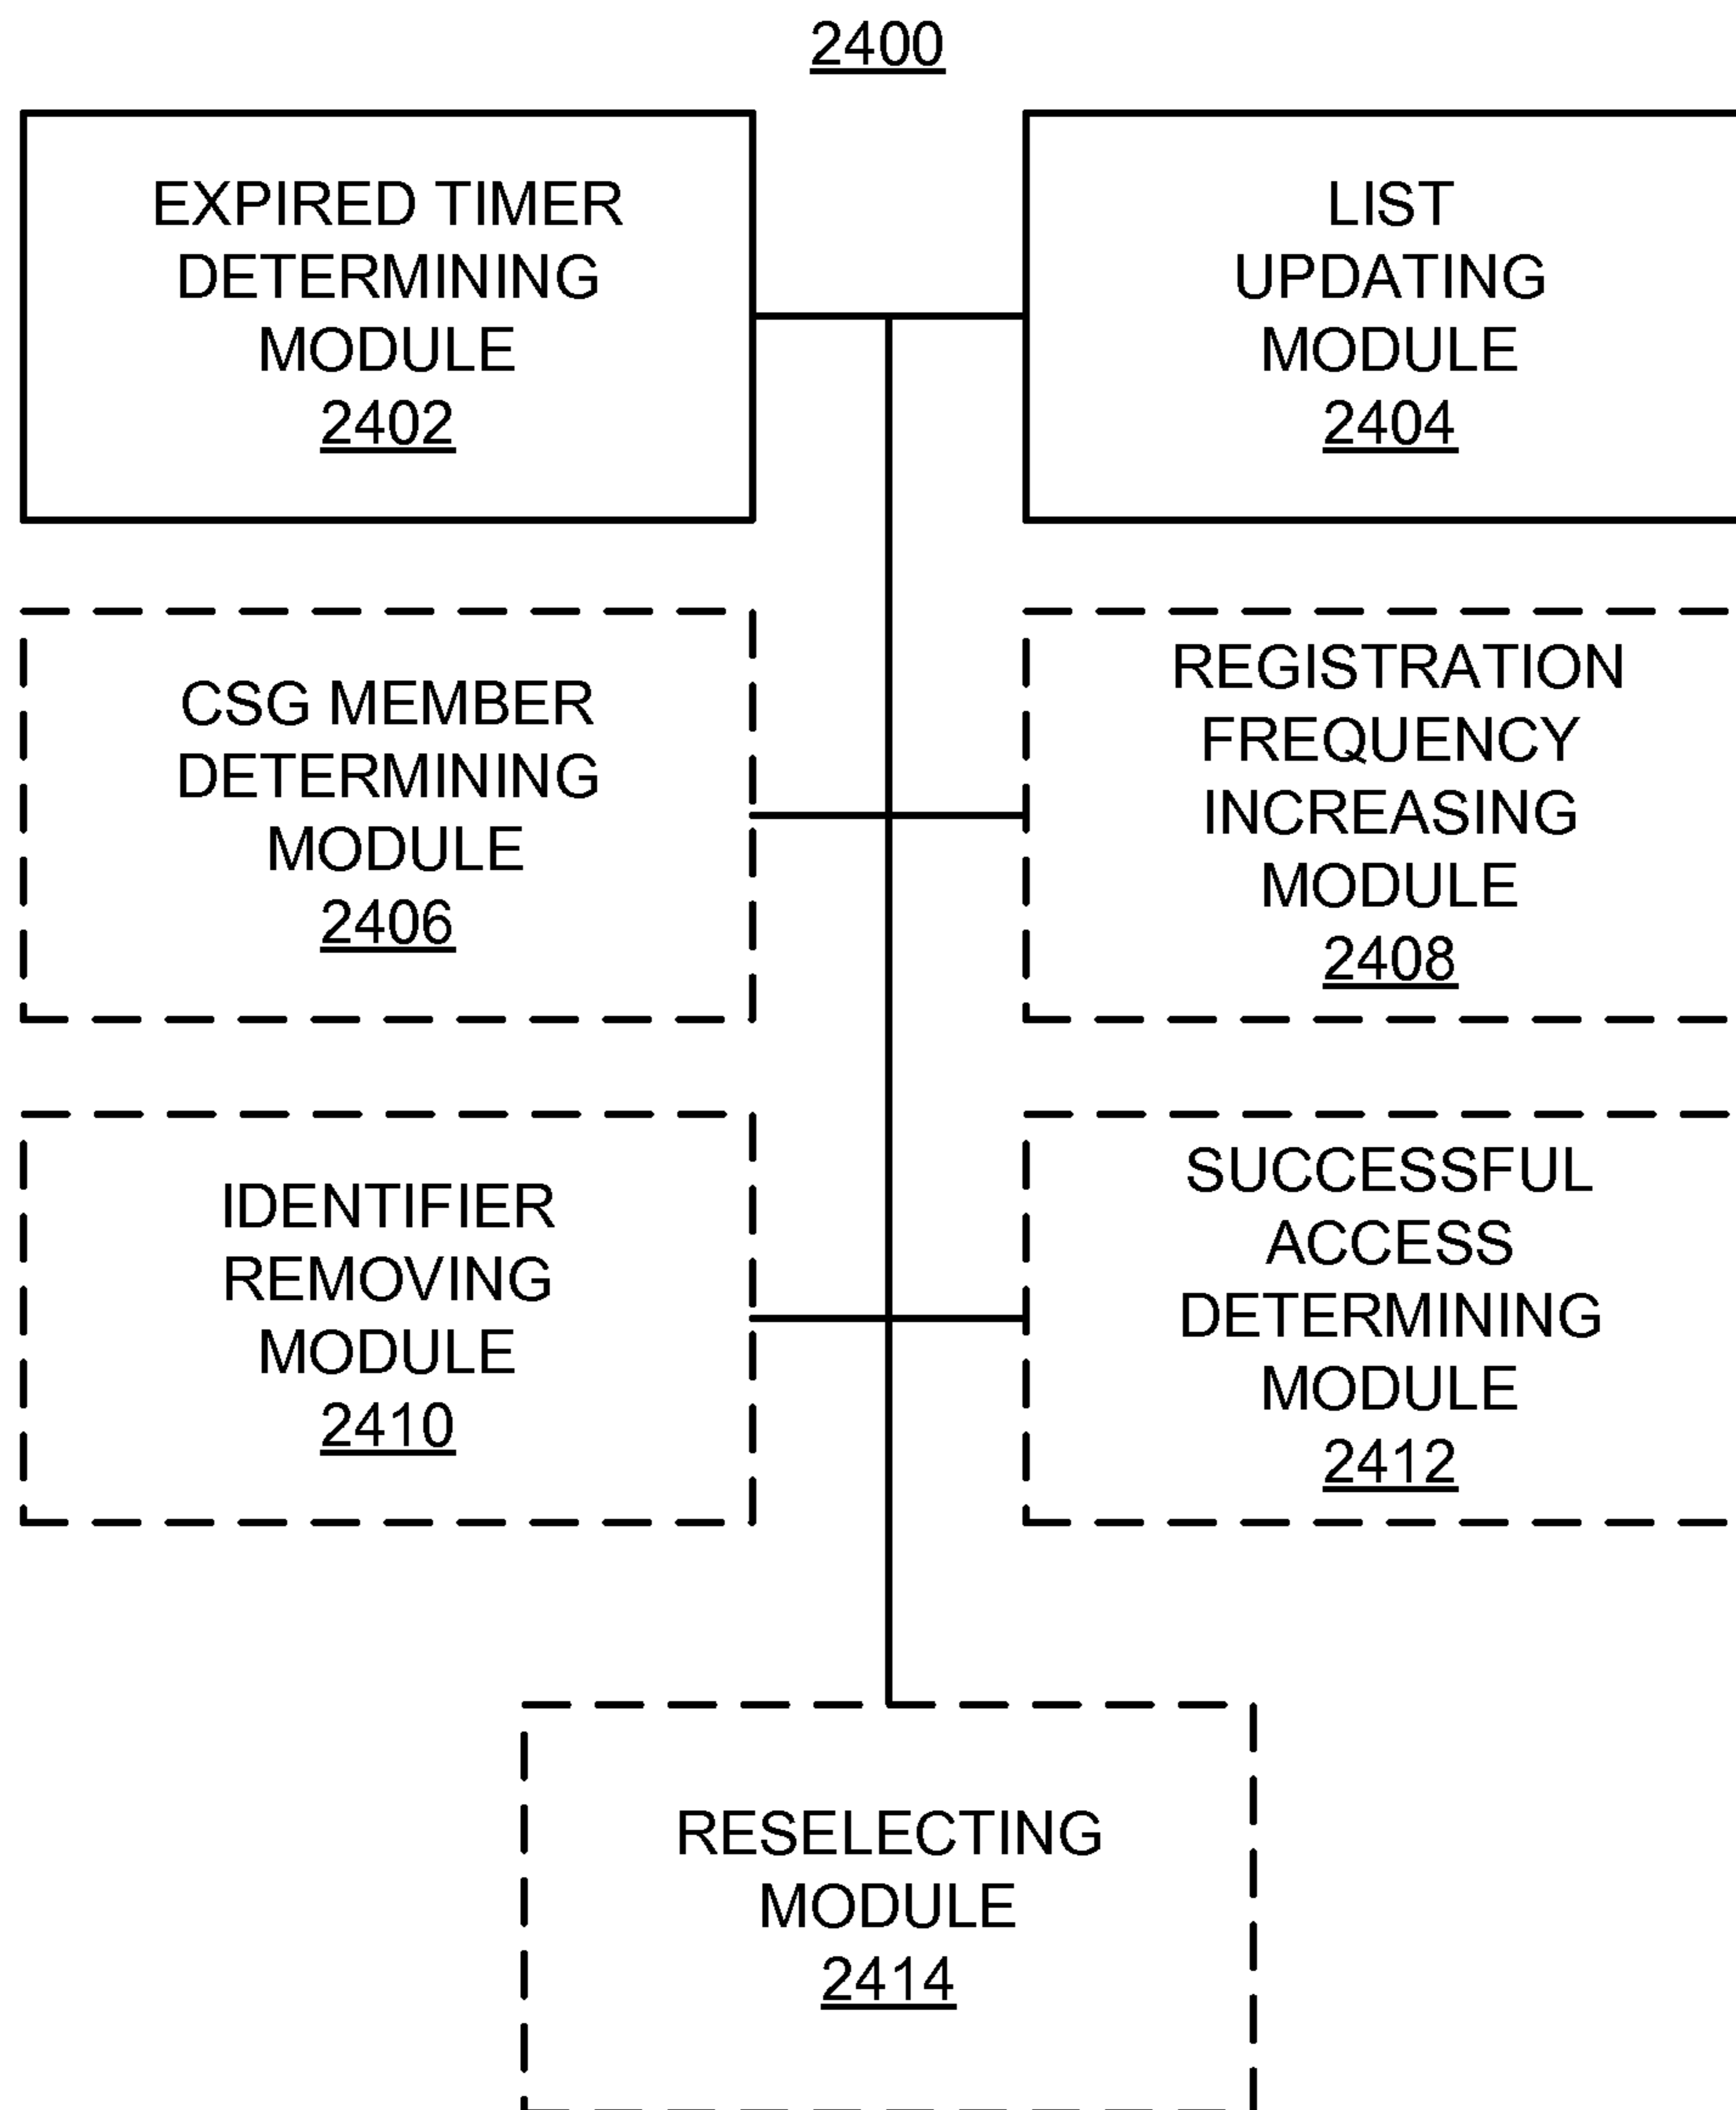 2400
EXPIRED TIMER
DETERMINING
MODULE
2402
LIST
UPDATING
MODULE
2404
CSG MEMBER
DETERMINING
MODULE
2406
REGISTRATION
FREQUENCY
INCREASING
MODULE
2408
IDENTIFIER
REMOVING
MODULE
2410
SUCCESSFUL
ACCESS
DETERMINING
MODULE
2412
RESELECTING
MODULE
2414